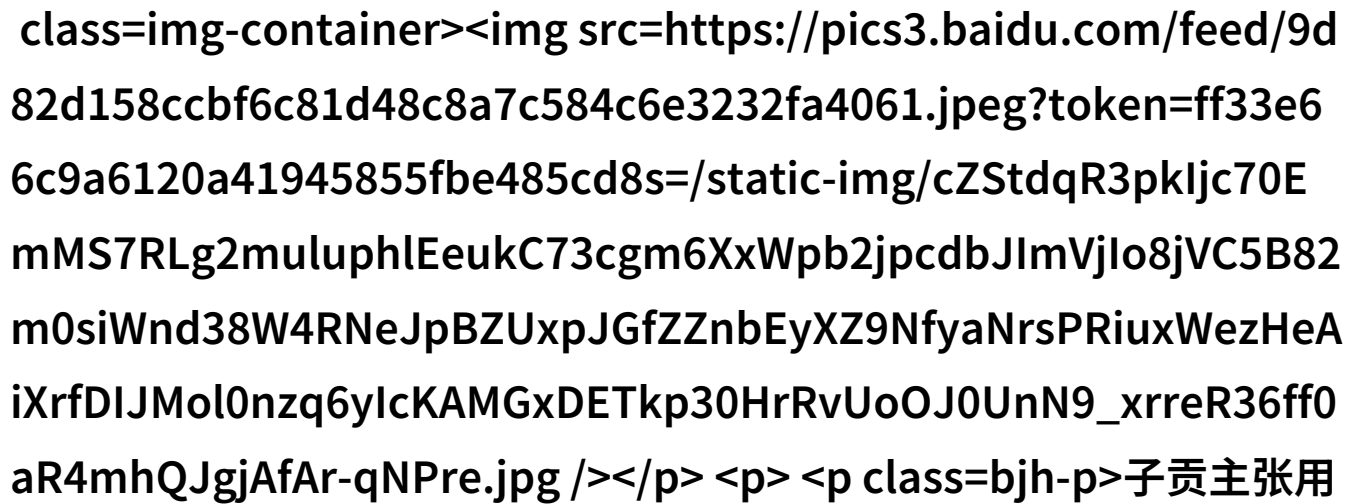 class=img-container><img src=https://pics3.baidu.com/feed/9d
82d158ccbf6c81d48c8a7c584c6e3232fa4061.jpeg?token=ff33e6
6c9a6120a41945855fbe485cd8s=/static-img/cZStdqR3pkIjc70E
mMS7RLg2muluphlEeukC73cgm6XxWpb2jpcdbJImVjIo8jVC5B82
m0siWnd38W4RNeJpBZUxpJGfZZnbEyXZ9NfyaNrsPRiuxWezHeA
iXrfDIJMol0nzq6yIcKAMGxDETkp30HrRvUoOJ0UnN9_xrreR36ff0
aR4mhQJgjAfAr-qNPre.jpg /></p> <p> <p class=bjh-p>子贡主张用